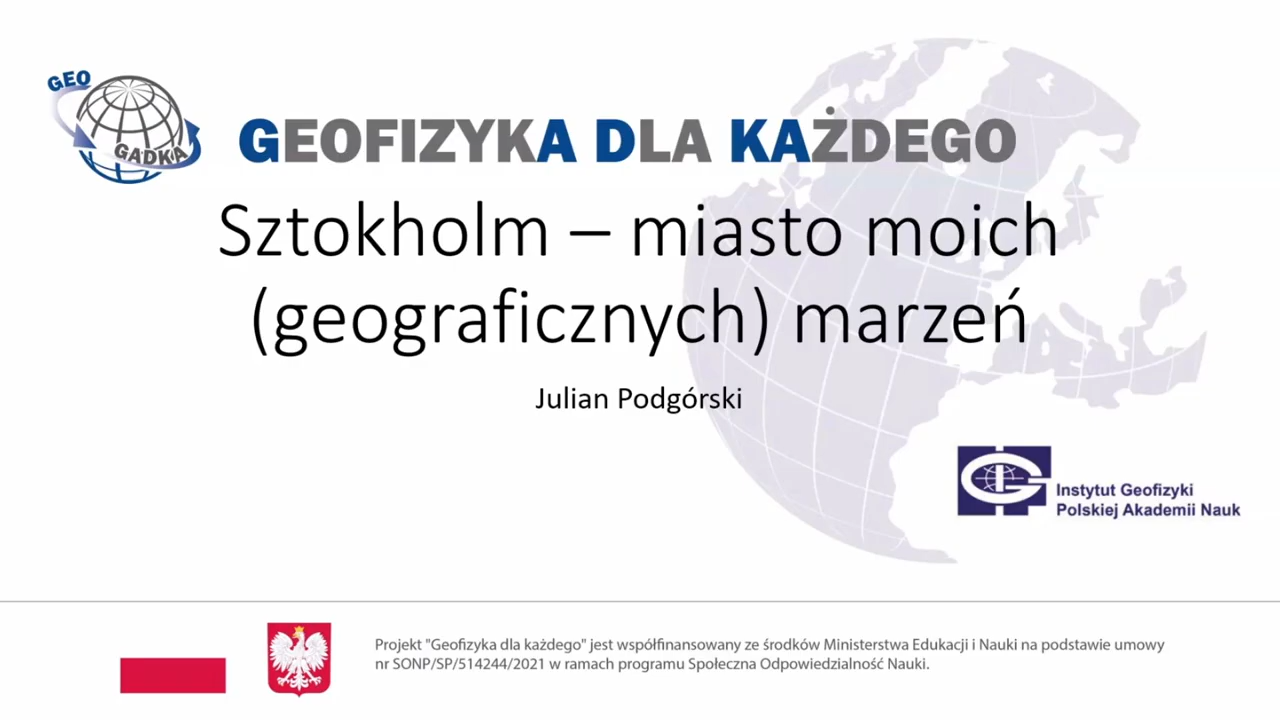 GEO
GADKA
GEOFIZYKA DLA KAŻDEGO
Sztokholm – miasto moich
(geograficznych) marzeń
Julian Podgórski
Instytut Geofizyki
Polskiej Akademii Nauk
Projekt "Geofizyka dla każdego" jest współfinansowany ze środków Ministerstwa Edukacji i Nauki na podstawie umowy
nr SONP/SP/514244/2021 w ramach programu Społeczna Odpowiedzialność Nauki.